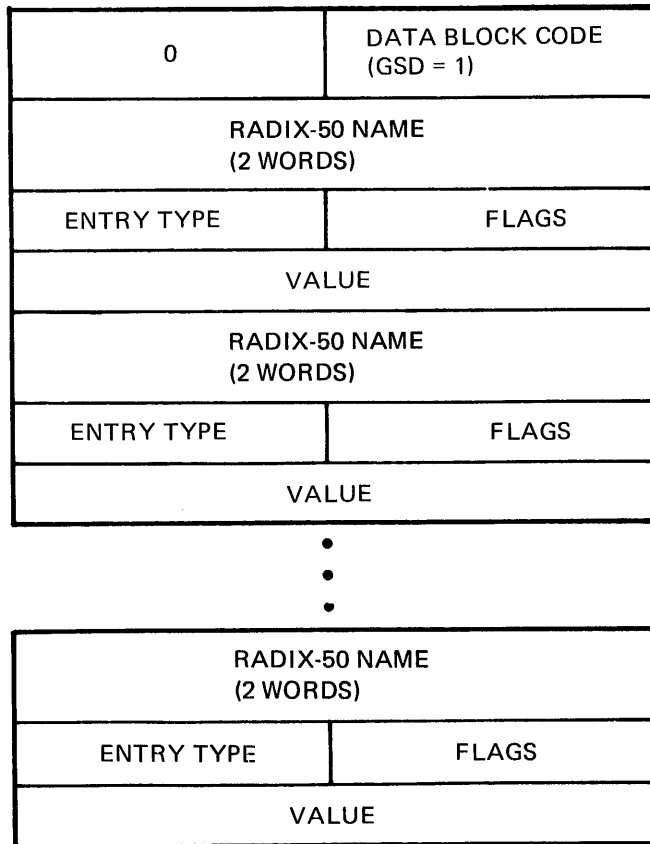 0
DATA BLOCK CODE
(GSD = 1)
RADIX-50 NAME
(2 WORDS)
ENTRY TYPE
FLAGS
VALUE
RADIX-50 NAME
(2 WORDS)
ENTRY TYPE
FLAGS
VALUE
RADIX-50 NAME
(2 WORDS)
ENTRY TYPE
FLAGS
VALUE